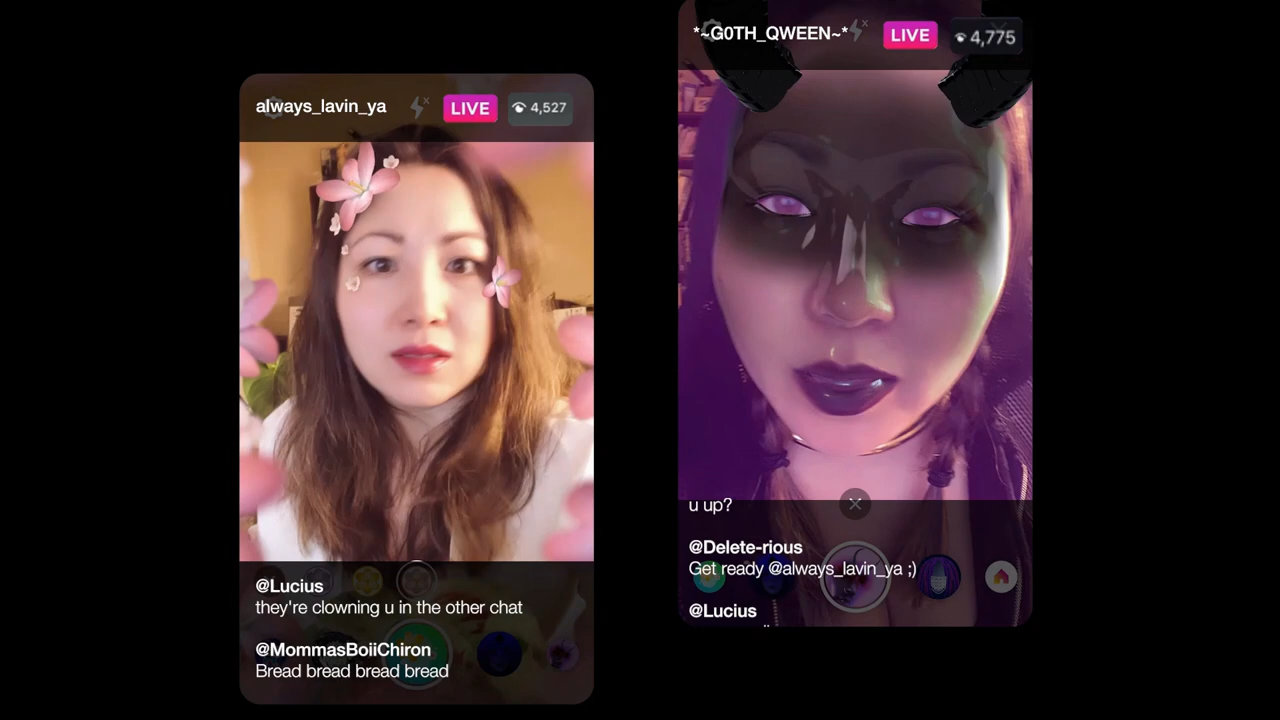 always_lavin_ya
LIVE
4,527
@Lucius
they're clowning u in the other chat
@MommasBoiiChiron
Bread bread bread bread
*~G0TH_QWEEN~*
LIVE
4,775
u up?
@Delete-rious
Get ready @always_lavin_ya ;)
@Lucius